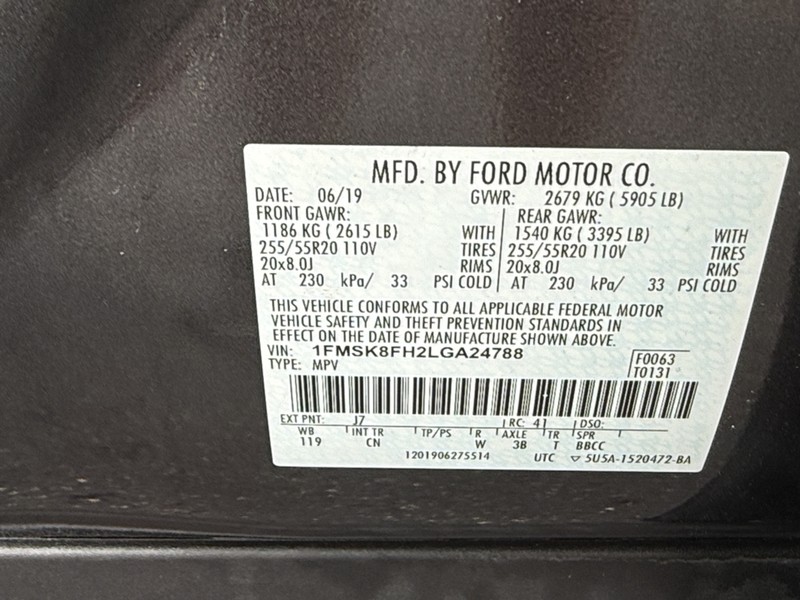 MFD. BY FORD MOTOR CO.
DATE: 06/19 GVWR: 2679 KG ( 5905 LB)
FRONT GAWR: REAR GAWR:
1186 KG ( 2615 LB) WITH 1540 KG ( 3395 LB) WITH
255/55R20 110V TIRES 255/55R20 110V TIRES
20x8.0J RIMS 20x8.0J RIMS
AT 230 kPa/ 33 PSI COLD AT 230 kPa/ 33 PSI COLD
THIS VEHICLE CONFORMS TO ALL APPLICABLE FEDERAL MOTOR
VEHICLE SAFETY AND THEFT PREVENTION STANDARDS IN
EFFECT ON THE DATE OF MANUFACTURE SHOWN ABOVE.
VIN: 1FMSK8FH2LGA24788 F0063
TYPE: MPV T0131
EXT PNT: J7 RC: 41 DSO:
WB INT TR TP/PS R AXLE TR SPR
119 CN W 3B T BBCC
1201906275514 UTC ▽ 5U5A-1520472-BA